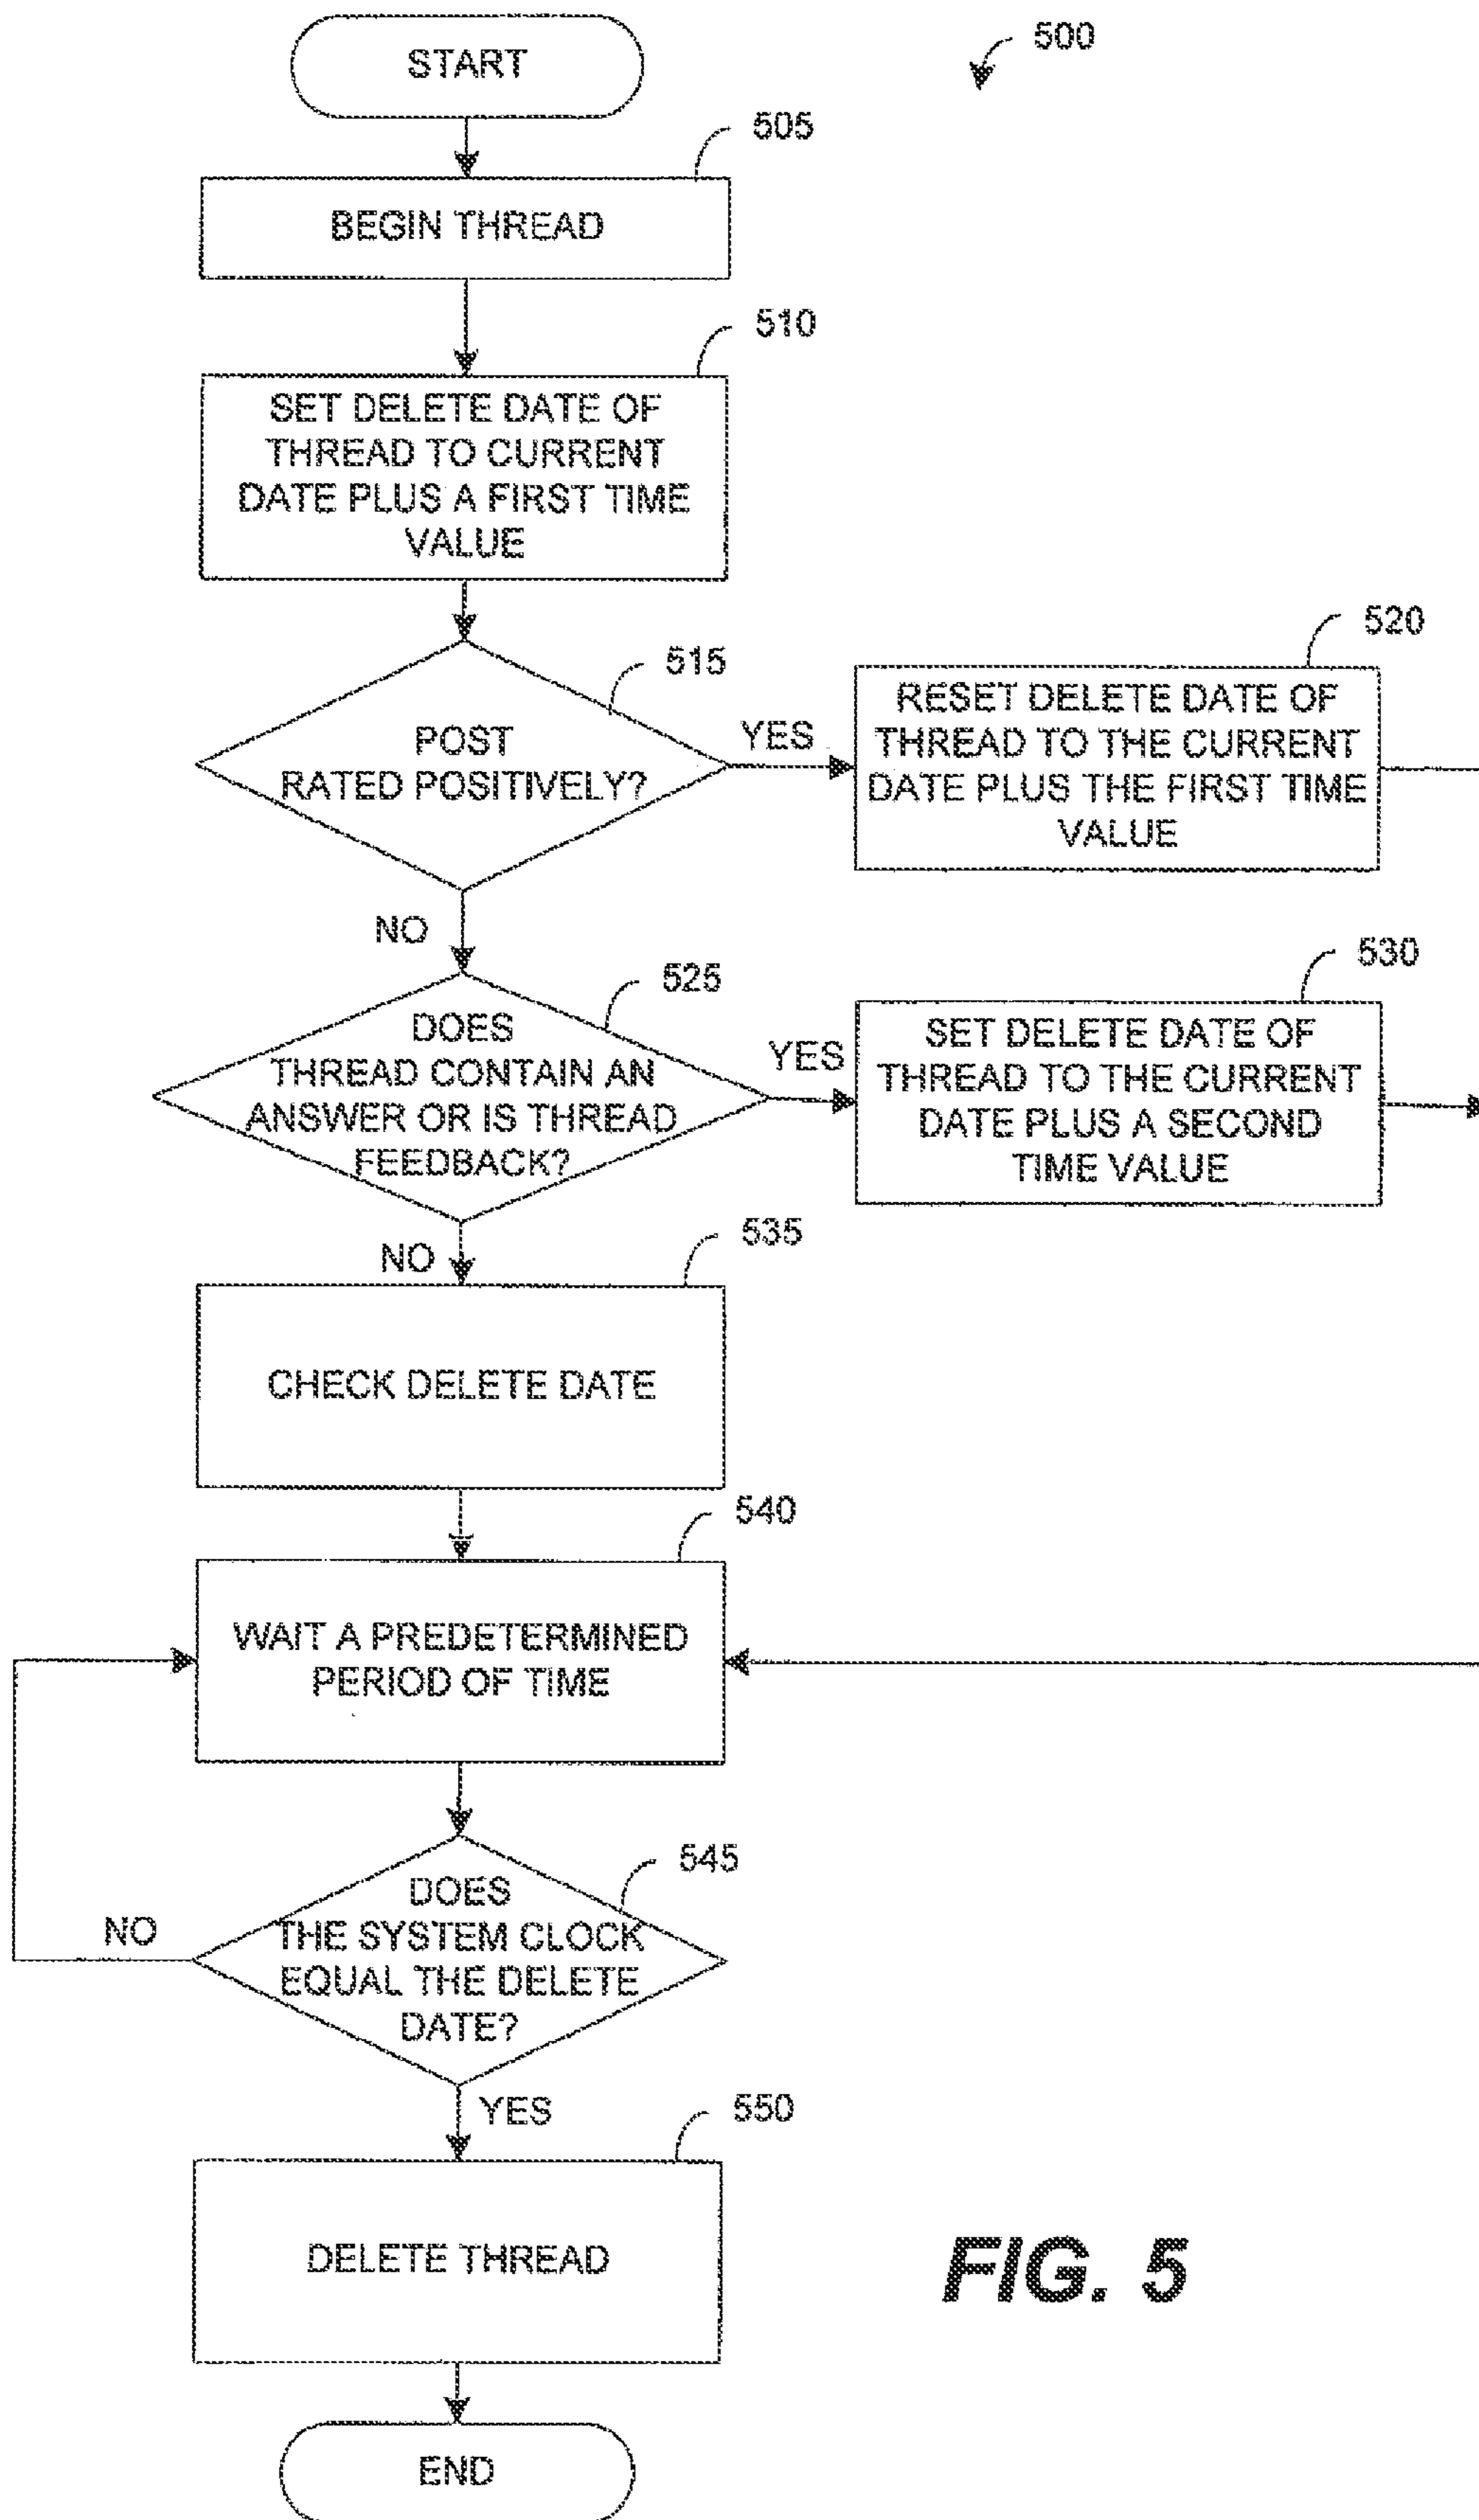 START
500
505
BEGIN THREAD
510
SET DELETE DATE OF
THREAD TO CURRENT
DATE PLUS A FIRST TIME
VALUE
515
POST
RATED POSITIVELY?
YES
520
RESET DELETE DATE OF
THREAD TO THE CURRENT
DATE PLUS THE FIRST TIME
VALUE
NO
525
DOES
THREAD CONTAIN AN
ANSWER OR IS THREAD
FEEDBACK?
YES
530
SET DELETE DATE OF
THREAD TO THE CURRENT
DATE PLUS A SECOND
TIME VALUE
NO
535
CHECK DELETE DATE
540
WAIT A PREDETERMINED
PERIOD OF TIME
545
DOES
THE SYSTEM CLOCK
EQUAL THE DELETE
DATE?
NO
YES
550
DELETE THREAD
FIG. 5
END